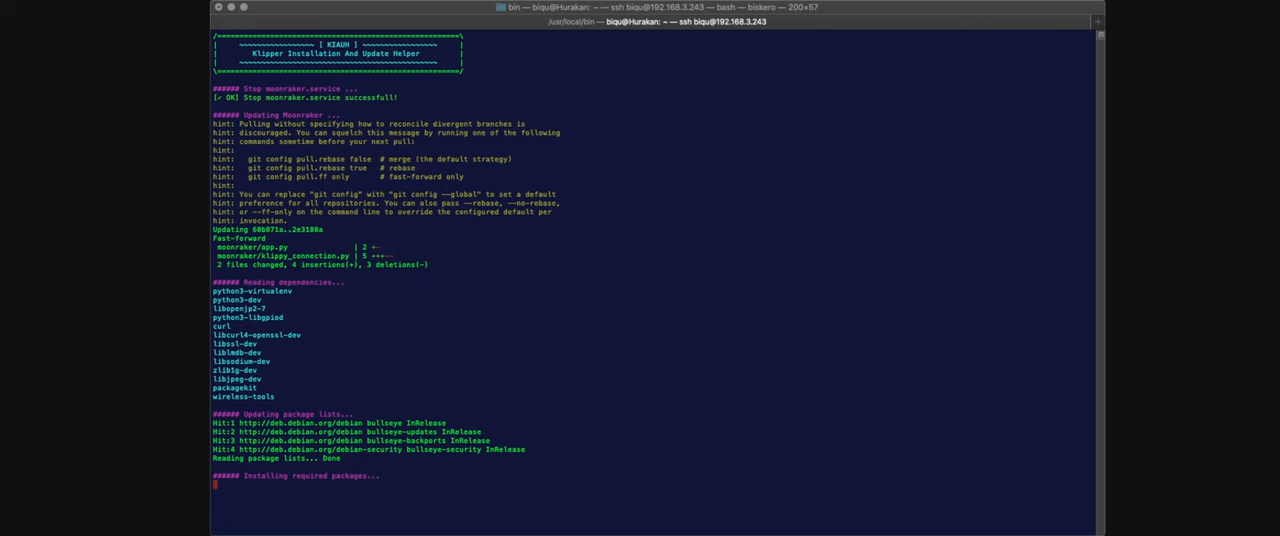 bin — biqu@Hurakan: ~ — ssh biqu@192.168.3.243 — bash — biskero — 200×57
/usr/local/bin — biqu@Hurakan: ~ — ssh biqu@192.168.3.243
/=======================================================\
|     ~~~~~~~~~~~~~~~~~ [ KIAUH ] ~~~~~~~~~~~~~~~~~     |
|        Klipper Installation And Update Helper         |
|     ~~~~~~~~~~~~~~~~~~~~~~~~~~~~~~~~~~~~~~~~~~~~~     |
\=======================================================/
###### Stop moonraker.service ...
[✓ OK] Stop moonraker.service successfull!
###### Updating Moonraker ...
hint: Pulling without specifying how to reconcile divergent branches is
hint: discouraged. You can squelch this message by running one of the following
hint: commands sometime before your next pull:
hint:
hint:   git config pull.rebase false  # merge (the default strategy)
hint:   git config pull.rebase true   # rebase
hint:   git config pull.ff only       # fast-forward only
hint:
hint: You can replace "git config" with "git config --global" to set a default
hint: preference for all repositories. You can also pass --rebase, --no-rebase,
hint: or --ff-only on the command line to override the configured default per
hint: invocation.
Updating 60b871a..2e3188a
Fast-forward
 moonraker/app.py               | 2 +-
 moonraker/klippy_connection.py | 5 +++--
 2 files changed, 4 insertions(+), 3 deletions(-)
###### Reading dependencies...
python3-virtualenv
python3-dev
libopenjp2-7
python3-libgpiod
curl
libcurl4-openssl-dev
libssl-dev
liblmdb-dev
libsodium-dev
zlib1g-dev
libjpeg-dev
packagekit
wireless-tools
###### Updating package lists...
Hit:1 http://deb.debian.org/debian bullseye InRelease
Hit:2 http://deb.debian.org/debian bullseye-updates InRelease
Hit:3 http://deb.debian.org/debian bullseye-backports InRelease
Hit:4 http://deb.debian.org/debian-security bullseye-security InRelease
Reading package lists... Done
###### Installing required packages...